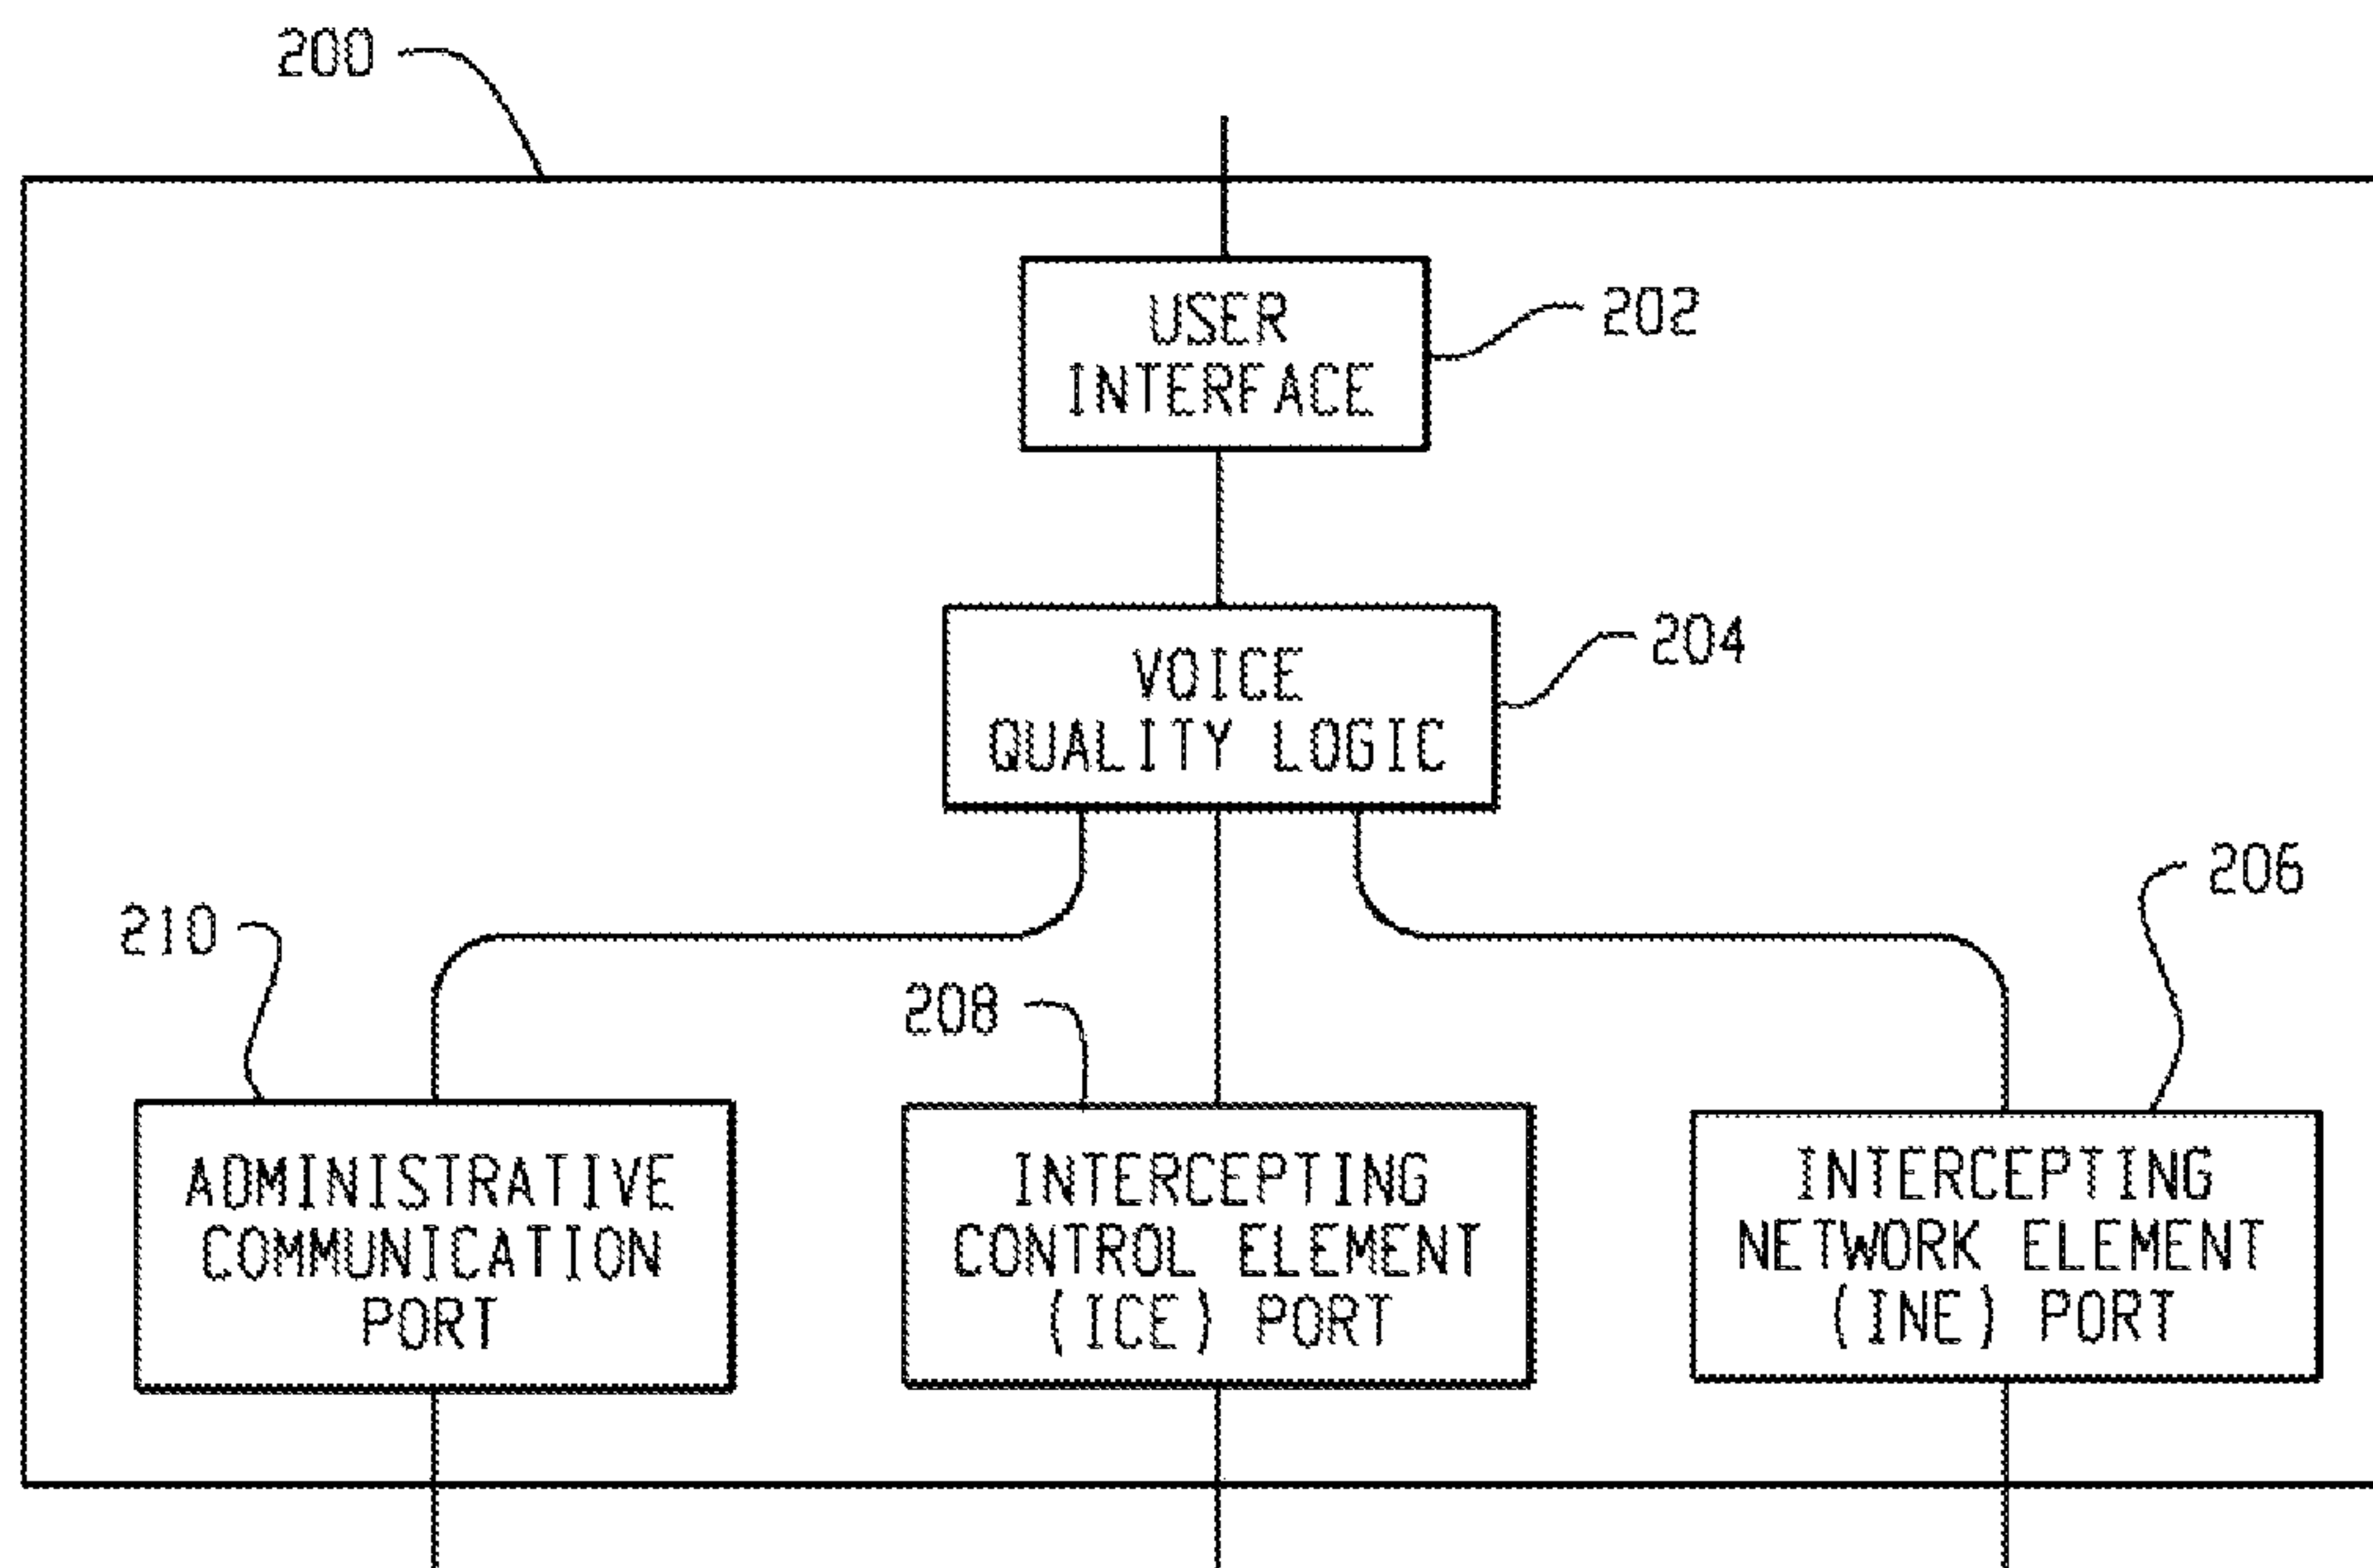 200
USER
INTERFACE
202
VOICE
QUALITY LOGIC
204
206
210
208
ADMINISTRATIVE
COMMUNICATION
PORT
INTERCEPTING
CONTROL ELEMENT
(ICE) PORT
INTERCEPTING
NETWORK ELEMENT
(INE) PORT